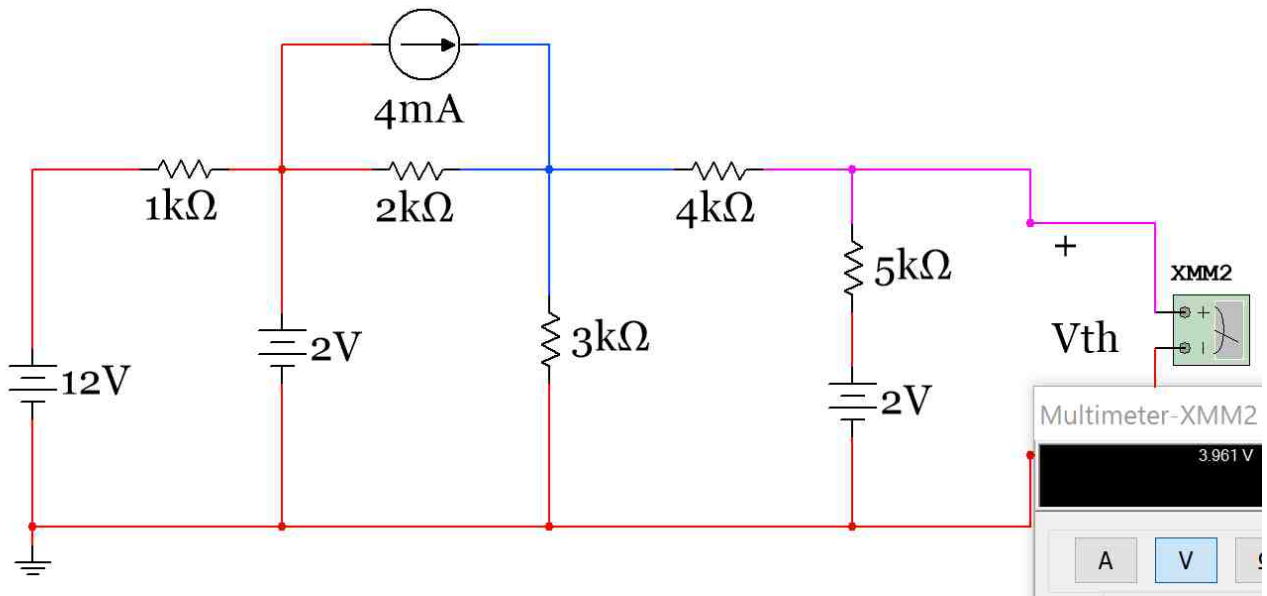 4mA
1kΩ
2kΩ
4kΩ
5kΩ
+
XMM2
+
2V
3kΩ
Vth
12V
2V
Multimeter-XMM2
3.961 V
A
V